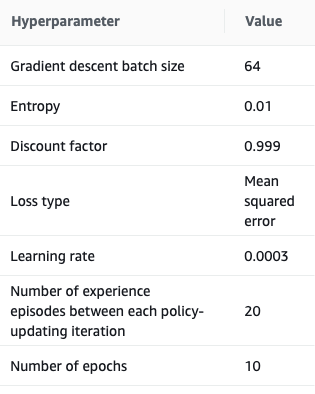 Hyperparameter Value
Gradient descent batch size 64
Entropy 0.01
Discount factor 0.999
Loss type Mean squared error
Learning rate 0.0003
Number of experience
episodes between each policy-
updating iteration 20
Number of epochs 10